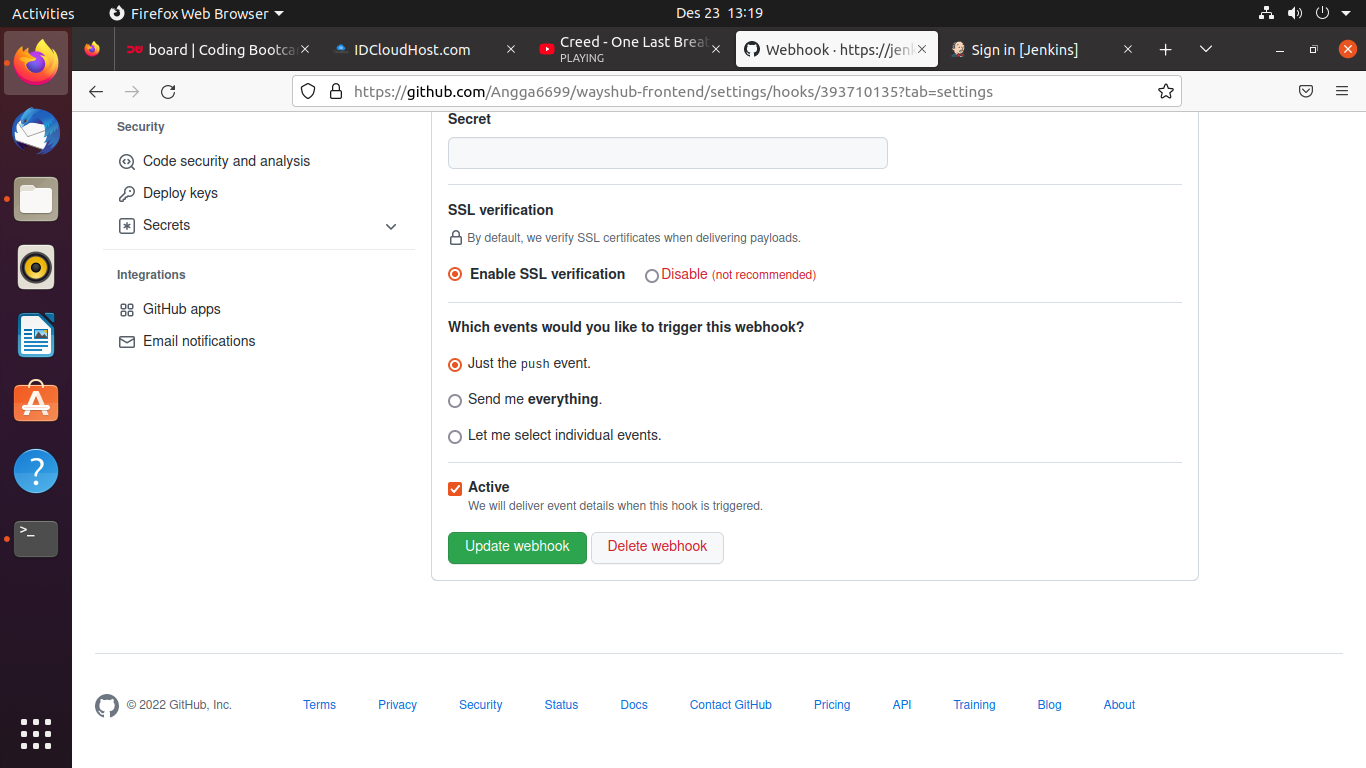 Activities
Firefox Web Browser
Des 23 13:19
board | Coding Bootca
IDCloudHost.com
Creed - One Last Breat
PLAYING
Webhook · https://jenk
Sign in [Jenkins]
https://github.com/Angga6699/wayshub-frontend/settings/hooks/393710135?tab=settings
Security
Code security and analysis
Deploy keys
Secrets
Integrations
GitHub apps
Email notifications
Secret
SSL verification
By default, we verify SSL certificates when delivering payloads.
Enable SSL verification
Disable (not recommended)
Which events would you like to trigger this webhook?
Just the push event.
Send me everything.
Let me select individual events.
Active
We will deliver event details when this hook is triggered.
Update webhook
Delete webhook
© 2022 GitHub, Inc.
Terms
Privacy
Security
Status
Docs
Contact GitHub
Pricing
API
Training
Blog
About